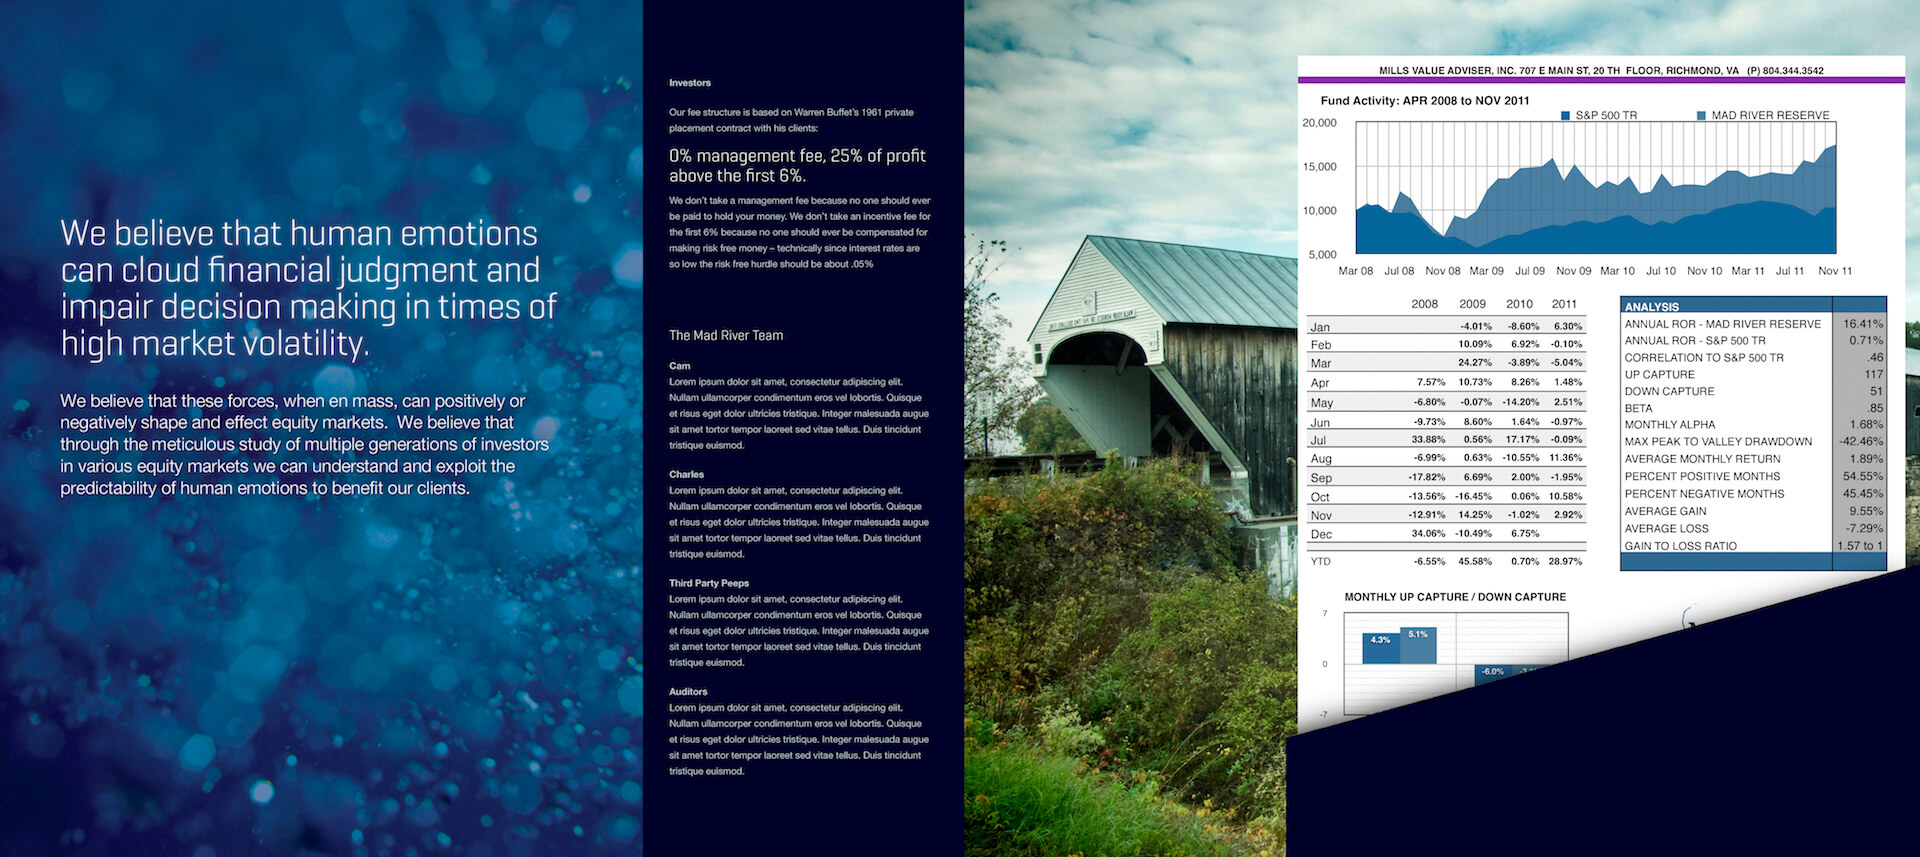 We believe that human emotions
can cloud financial judgment and
impair decision making in times of
high market volatility.
We believe that these forces, when en mass, can positively or
negatively shape and effect equity markets.  We believe that
through the meticulous study of multiple generations of investors
in various equity markets we can understand and exploit the
predictability of human emotions to benefit our clients.
Investors
Our fee structure is based on Warren Buffet's 1961 private
placement contract with his clients:
0% management fee, 25% of profit
above the first 6%.
We don't take a management fee because no one should ever
be paid to hold your money. We don't take an incentive fee for
the first 6% because no one should ever be compensated for
making risk free money – technically since interest rates are
so low the risk free hurdle should be about .05%
The Mad River Team
Cam
Lorem ipsum dolor sit amet, consectetur adipiscing elit.
Nullam ullamcorper condimentum eros vel lobortis. Quisque
et risus eget dolor ultricies tristique. Integer malesuada augue
sit amet tortor tempor laoreet sed vitae tellus. Duis tincidunt
tristique euismod.
Charles
Lorem ipsum dolor sit amet, consectetur adipiscing elit.
Nullam ullamcorper condimentum eros vel lobortis. Quisque
et risus eget dolor ultricies tristique. Integer malesuada augue
sit amet tortor tempor laoreet sed vitae tellus. Duis tincidunt
tristique euismod.
Third Party Peeps
Lorem ipsum dolor sit amet, consectetur adipiscing elit.
Nullam ullamcorper condimentum eros vel lobortis. Quisque
et risus eget dolor ultricies tristique. Integer malesuada augue
sit amet tortor tempor laoreet sed vitae tellus. Duis tincidunt
tristique euismod.
Auditors
Lorem ipsum dolor sit amet, consectetur adipiscing elit.
Nullam ullamcorper condimentum eros vel lobortis. Quisque
et risus eget dolor ultricies tristique. Integer malesuada augue
sit amet tortor tempor laoreet sed vitae tellus. Duis tincidunt
tristique euismod.
MILLS VALUE ADVISER, INC. 707 E MAIN ST, 20 TH  FLOOR, RICHMOND, VA   (P) 804.344.3542
Fund Activity: APR 2008 to NOV 2011
S&P 500 TR MAD RIVER RESERVE
20,000
15,000
10,000
5,000
Mar 08 Jul 08 Nov 08 Mar 09 Jul 09 Nov 09 Mar 10 Jul 10 Nov 10 Mar 11 Jul 11 Nov 11
2008 2009 2010 2011
Jan -4.01% -8.60% 6.30%
Feb 10.09% 6.92% -0.10%
Mar 24.27% -3.89% -5.04%
Apr 7.57% 10.73% 8.26% 1.48%
May -6.80% -0.07% -14.20% 2.51%
Jun -9.73% 8.60% 1.64% -0.97%
Jul 33.88% 0.56% 17.17% -0.09%
Aug -6.99% 0.63% -10.55% 11.36%
Sep -17.82% 6.69% 2.00% -1.95%
Oct -13.56% -16.45% 0.06% 10.58%
Nov -12.91% 14.25% -1.02% 2.92%
Dec 34.06% -10.49% 6.75%
YTD -6.55% 45.58% 0.70% 28.97%
ANALYSIS
ANNUAL ROR - MAD RIVER RESERVE 16.41%
ANNUAL ROR - S&P 500 TR 0.71%
CORRELATION TO S&P 500 TR .46
UP CAPTURE 117
DOWN CAPTURE 51
BETA .85
MONTHLY ALPHA 1.68%
MAX PEAK TO VALLEY DRAWDOWN -42.46%
AVERAGE MONTHLY RETURN 1.89%
PERCENT POSITIVE MONTHS 54.55%
PERCENT NEGATIVE MONTHS 45.45%
AVERAGE GAIN 9.55%
AVERAGE LOSS -7.29%
GAIN TO LOSS RATIO 1.57 to 1
MONTHLY UP CAPTURE / DOWN CAPTURE
7
4.3% 5.1%
0
-6.0%
-7